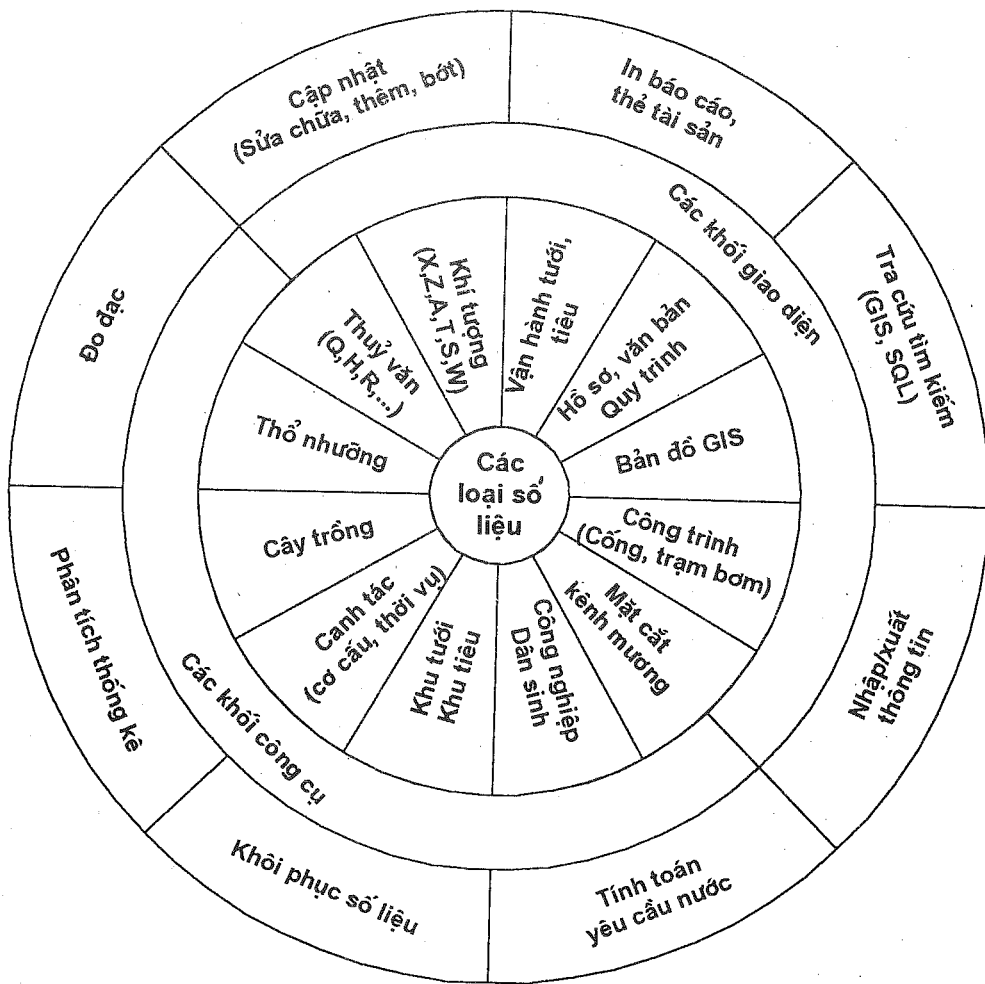 Cập nhật
(Sửa chữa, thêm, bớt)
In báo cáo,
thẻ tài sản
Tra cứu tìm kiếm
(GIS, SQL)
Nhập/xuất
thông tin
Tính toán
yêu cầu nước
Khôi phục số liệu
Phân tích thống kê
Đo đạc
Các khối giao diện
Các khối công cụ
Khí tượng
(X,Z,A,T,S,W)
Vận hành tưới,
tiêu
Hồ sơ, văn bản
Quy trình
Bản đồ GIS
Công trình
(Cống, trạm bơm)
Mặt cắt
kênh mương
Công nghiệp
Dân sinh
Khu tưới
Khu tiêu
Canh tác
(cơ cấu, thời vụ)
Cây trồng
Thổ nhưỡng
Thuỷ văn
(Q,H,R,...)
Các
loại số
liệu